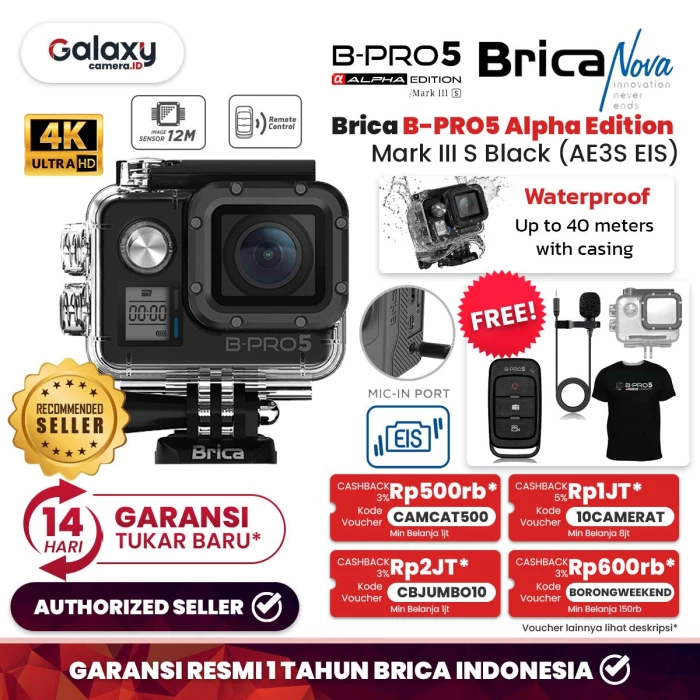 Galaxy
camera.ID
B-PRO5
α ALPHA EDITION
/Mark III S
Brica Nova
innovation
never
ends
4K
ULTRA HD
IMAGE
SENSOR 12M
Remote
Control
Brica B-PRO5 Alpha Edition
Mark III S Black (AE3S EIS)
Waterproof
Up to 40 meters
with casing
00:00
B-PRO5
Brica
MIC-IN PORT
EIS
FREE!
B-PRO5
B-PRO5
RECOMMENDED
SELLER
14
HARI
GARANSI
TUKAR BARU*
AUTHORIZED SELLER
CASHBACK
3%
Rp500rb*
Kode
Voucher
CAMCAT500
Min Belanja 1jt
CASHBACK
5%
Rp1JT*
Kode
Voucher
10CAMERAT
Min Belanja 8jt
CASHBACK
3%
Rp2JT*
Kode
Voucher
CBJUMBO10
Min Belanja 1jt
CASHBACK
3%
Rp600rb*
Kode
Voucher
BORONGWEEKEND
Min Belanja 150rb
Voucher lainnya lihat deskripsi*
GARANSI RESMI 1 TAHUN BRICA INDONESIA